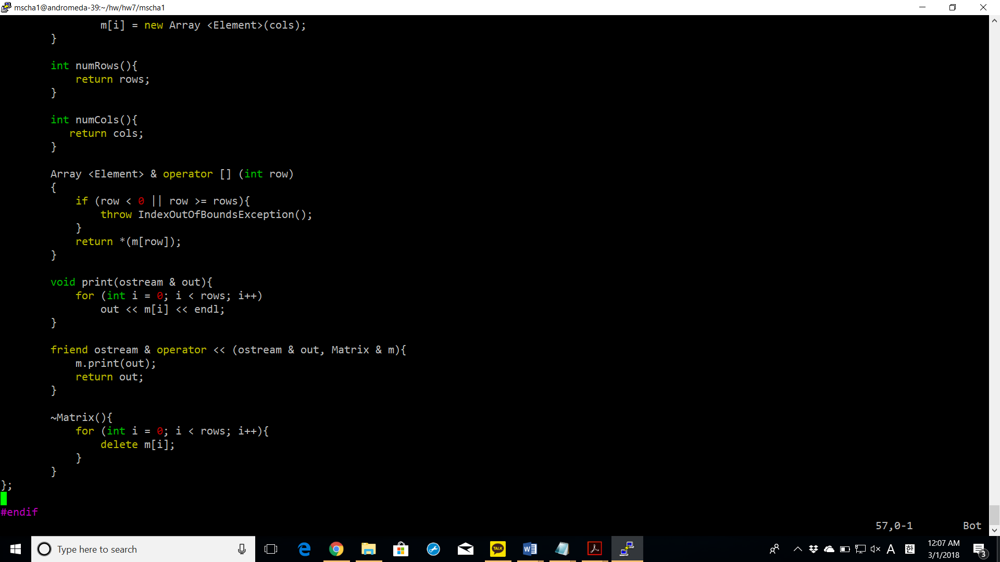 mscha1@andromeda-39:~/hw/hw7/mscha1
m[i] = new Array <Element>(cols);
}
int numRows(){
return rows;
}
int numCols(){
return cols;
}
Array <Element> & operator [] (int row)
{
if (row < 0 || row >= rows){
throw IndexOutOfBoundsException();
}
return *(m[row]);
}
void print(ostream & out){
for (int i = 0; i < rows; i++)
out << m[i] << endl;
}
friend ostream & operator << (ostream & out, Matrix & m){
m.print(out);
return out;
}
~Matrix(){
for (int i = 0; i < rows; i++){
delete m[i];
}
}
};
#endif
57,0-1 Bot
Type here to search
TALK
A 한
12:07 AM
3/1/2018
3